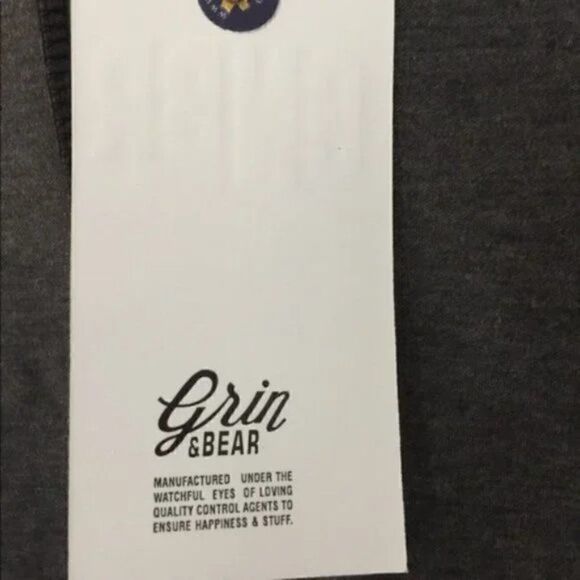 Grin
& BEAR
MANUFACTURED UNDER THE
WATCHFUL EYES OF LOVING
QUALITY CONTROL AGENTS TO
ENSURE HAPPINESS & STUFF.